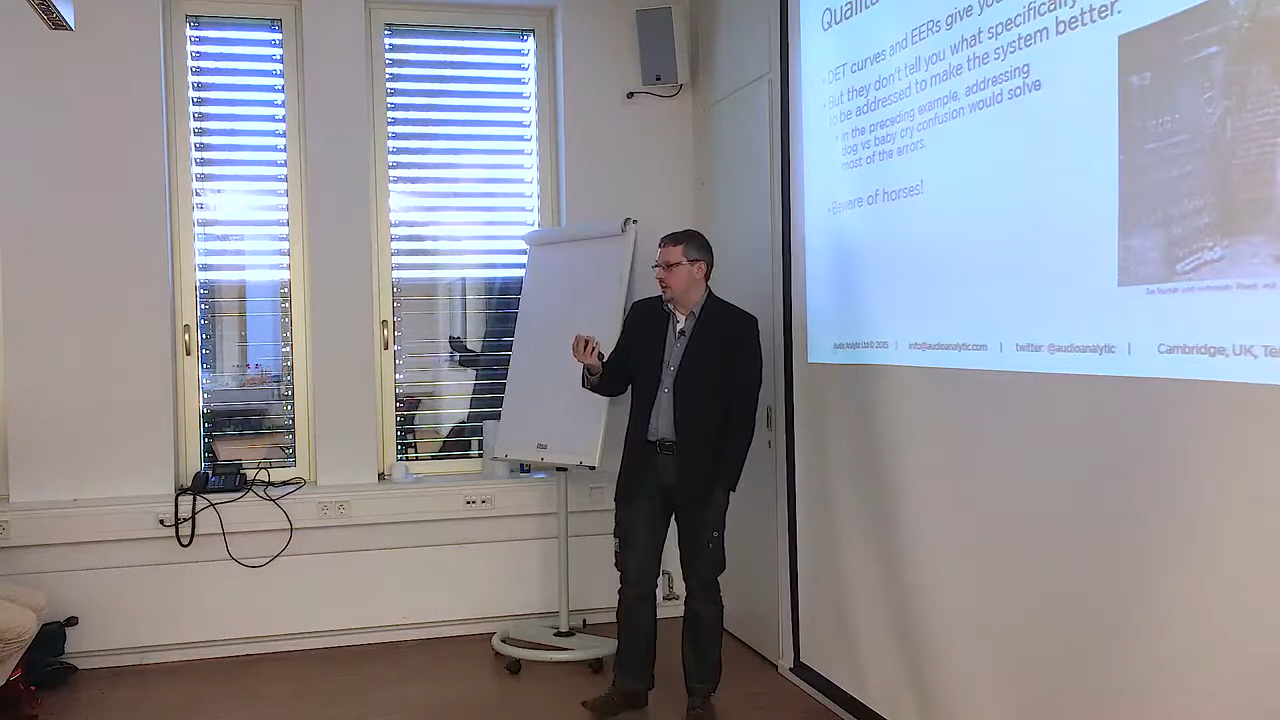 DET curves and EERs give you
But they don't tell you what specifically
to be addressed to make the system better.
In the preceding example, addressing
dog vs baby cry confusion would solve
most of the errors.
Beware of horses!
Audio Analytic Ltd © 2015 | info@audioanalytic.com | twitter: @audioanalytic | Cambridge, UK,